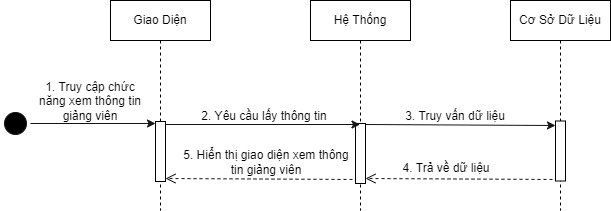 Giao Diện
Hệ Thống
Cơ Sở Dữ Liệu
1. Truy cập chức
năng xem thông tin
giảng viên
2. Yêu cầu lấy thông tin
3. Truy vấn dữ liệu
4. Trả về dữ liệu
5. Hiển thị giao diện xem thông
tin giảng viên